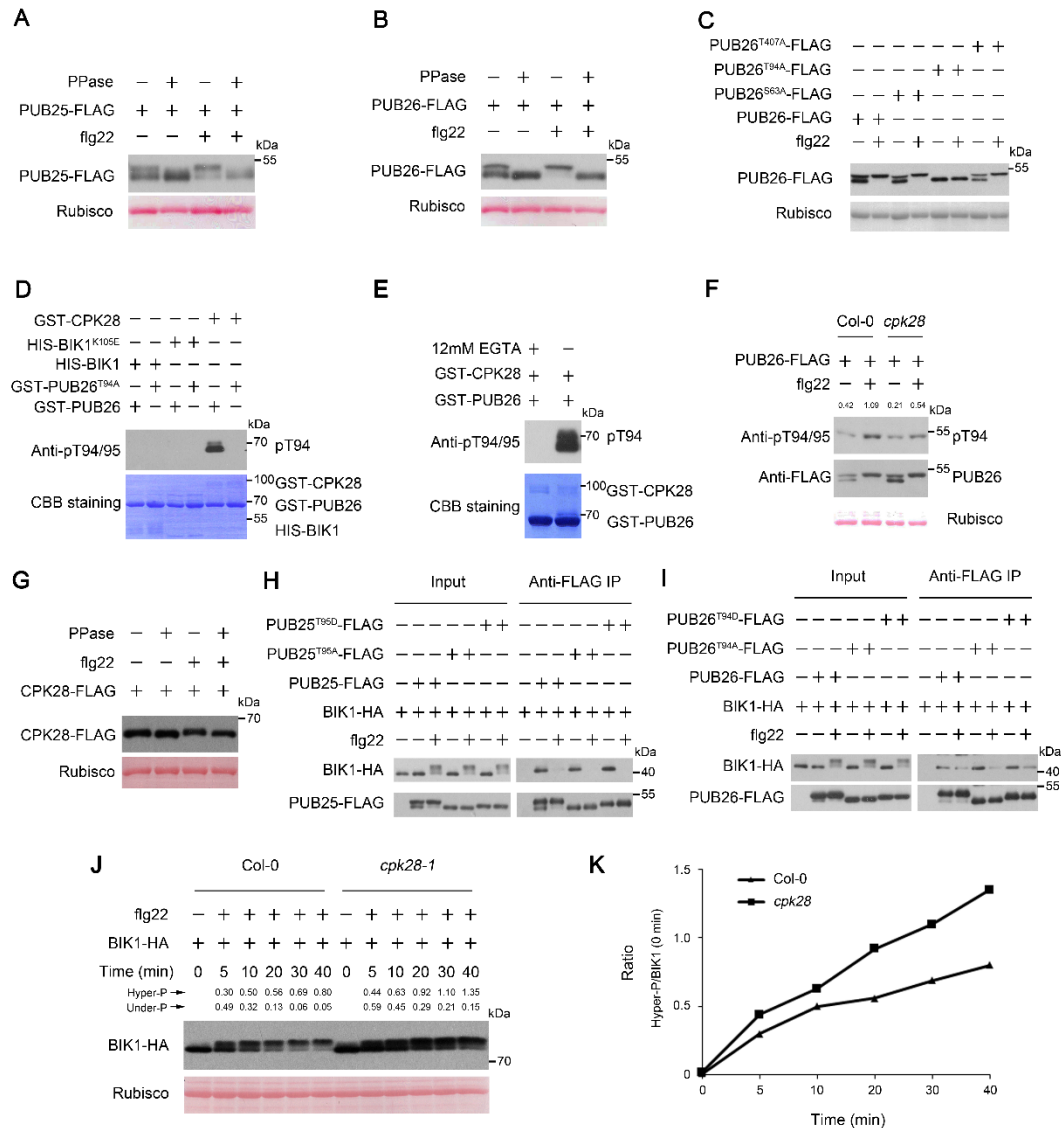 A
PPase − + − +
PUB25-FLAG + + + +
flg22 − − + +
kDa
55
PUB25-FLAG
Rubisco
B
PPase − + − +
PUB26-FLAG + + + +
flg22 − − + +
kDa
55
PUB26-FLAG
Rubisco
C
PUB26T407A-FLAG − − − − − − + +
PUB26T94A-FLAG − − − − + + − −
PUB26S63A-FLAG − − + + − − − −
PUB26-FLAG + + − − − − − −
flg22 − + − + − + − +
kDa
55
PUB26-FLAG
Rubisco
D
GST-CPK28 − − − − + +
HIS-BIK1K105E − − + + − −
HIS-BIK1 + + − − − −
GST-PUB26T94A − + − + − +
GST-PUB26 + − + − + −
kDa
Anti-pT94/95 70 pT94
CBB staining
100 GST-CPK28
70 GST-PUB26
55
HIS-BIK1
E
12mM EGTA + −
GST-CPK28 + +
GST-PUB26 + +
kDa
Anti-pT94/95 70 pT94
CBB staining
100 GST-CPK28
70 GST-PUB26
F
Col-0 cpk28
PUB26-FLAG + + + +
flg22 − + − +
0.42 1.09 0.21 0.54 kDa
Anti-pT94/95 55 pT94
Anti-FLAG 55 PUB26
Rubisco
G
PPase − + − +
flg22 − − + +
CPK28-FLAG + + + +
kDa
70
CPK28-FLAG
Rubisco
H
Input Anti-FLAG IP
PUB25T95D-FLAG − − − − − + + − − − − − + +
PUB25T95A-FLAG − − − + + − − − − − + + − −
PUB25-FLAG − + + − − − − − + + − − − −
BIK1-HA + + + + + + + + + + + + + +
flg22 − − + − + − + − − + − + − +
kDa
BIK1-HA 40
55
PUB25-FLAG
I
Input Anti-FLAG IP
PUB26T94D-FLAG − − − − − + + − − − − − + +
PUB26T94A-FLAG − − − + + − − − − − + + − −
PUB26-FLAG − + + − − − − − + + − − − −
BIK1-HA + + + + + + + + + + + + + +
flg22 − − + − + − + − − + − + − +
kDa
BIK1-HA 40
55
PUB26-FLAG
J
Col-0 cpk28-1
flg22 − + + + + + − + + + + +
BIK1-HA + + + + + + + + + + + +
Time (min) 0 5 10 20 30 40 0 5 10 20 30 40
Hyper-P 0.30 0.50 0.56 0.69 0.80 0.44 0.63 0.92 1.10 1.35
Under-P 0.49 0.32 0.13 0.06 0.05 0.59 0.45 0.29 0.21 0.15
kDa
BIK1-HA
70
Rubisco
K
Col-0
cpk28
Ratio
Hyper-P/BIK1 (0 min)
1.5
1.0
0.5
0
0 5 10 20 30 40
Time (min)